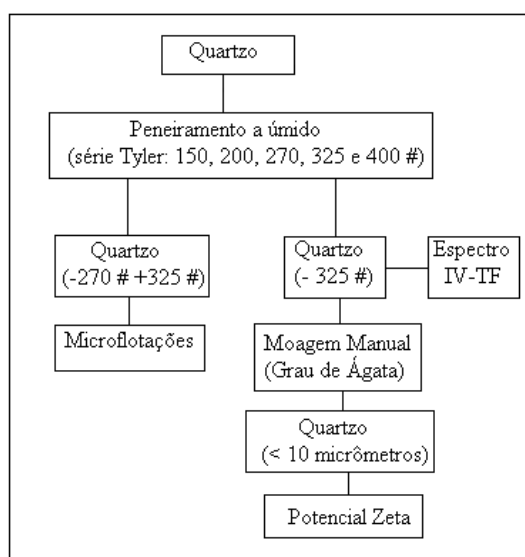 Quartzo
Peneiramento a úmido
(série Tyler: 150, 200, 270, 325 e 400 #)
Quartzo
(-270 # +325 #)
Quartzo
(- 325 #)
Espectro
IV-TF
Microflotações
Moagem Manual
(Grau de Ágata)
Quartzo
(< 10 micrômetros)
Potencial Zeta